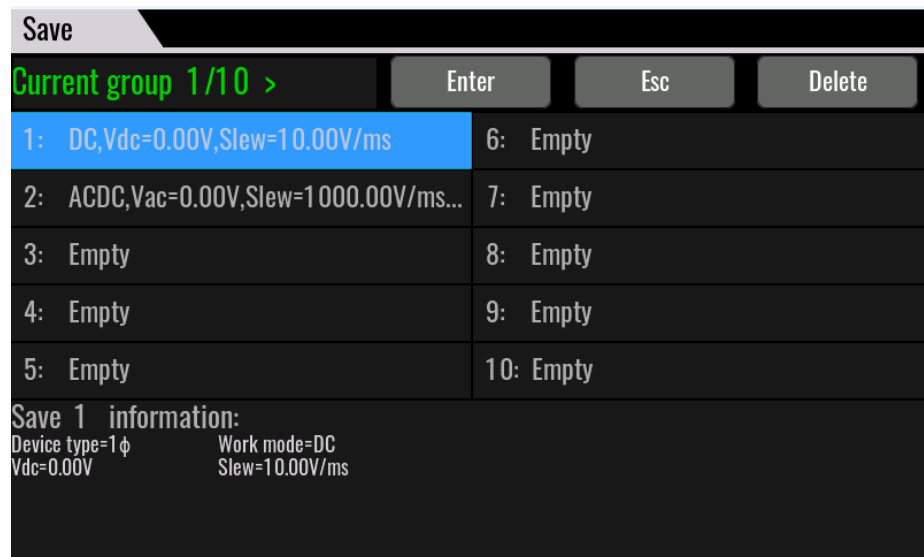 Save
Current group 1/10 > Enter Esc Delete
1: DC,Vdc=0.00V,Slew=10.00V/ms
2: ACDC,Vac=0.00V,Slew=1000.00V/ms...
3: Empty
4: Empty
5: Empty
6: Empty
7: Empty
8: Empty
9: Empty
10: Empty
Save 1 information:
Device type=1ϕ Work mode=DC
Vdc=0.00V Slew=10.00V/ms